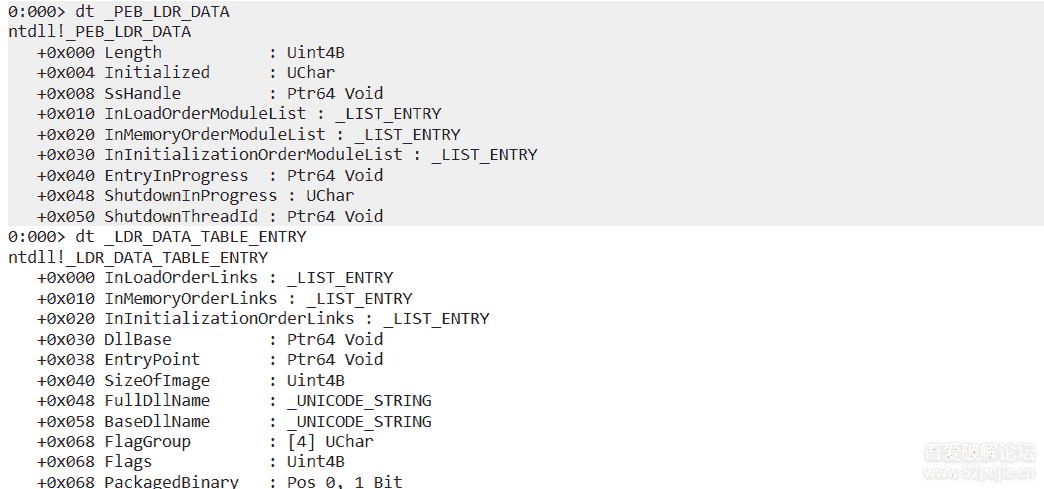 0:000> dt _PEB_LDR_DATA
ntdll!_PEB_LDR_DATA
   +0x000 Length           : Uint4B
   +0x004 Initialized      : UChar
   +0x008 SsHandle         : Ptr64 Void
   +0x010 InLoadOrderModuleList : _LIST_ENTRY
   +0x020 InMemoryOrderModuleList : _LIST_ENTRY
   +0x030 InInitializationOrderModuleList : _LIST_ENTRY
   +0x040 EntryInProgress  : Ptr64 Void
   +0x048 ShutdownInProgress : UChar
   +0x050 ShutdownThreadId : Ptr64 Void
0:000> dt _LDR_DATA_TABLE_ENTRY
ntdll!_LDR_DATA_TABLE_ENTRY
   +0x000 InLoadOrderLinks : _LIST_ENTRY
   +0x010 InMemoryOrderLinks : _LIST_ENTRY
   +0x020 InInitializationOrderLinks : _LIST_ENTRY
   +0x030 DllBase          : Ptr64 Void
   +0x038 EntryPoint       : Ptr64 Void
   +0x040 SizeOfImage      : Uint4B
   +0x048 FullDllName      : _UNICODE_STRING
   +0x058 BaseDllName      : _UNICODE_STRING
   +0x068 FlagGroup        : [4] UChar
   +0x068 Flags            : Uint4B
   +0x068 PackagedBinary   : Pos 0, 1 Bit
吾爱破解论坛
www.52pojie.cn